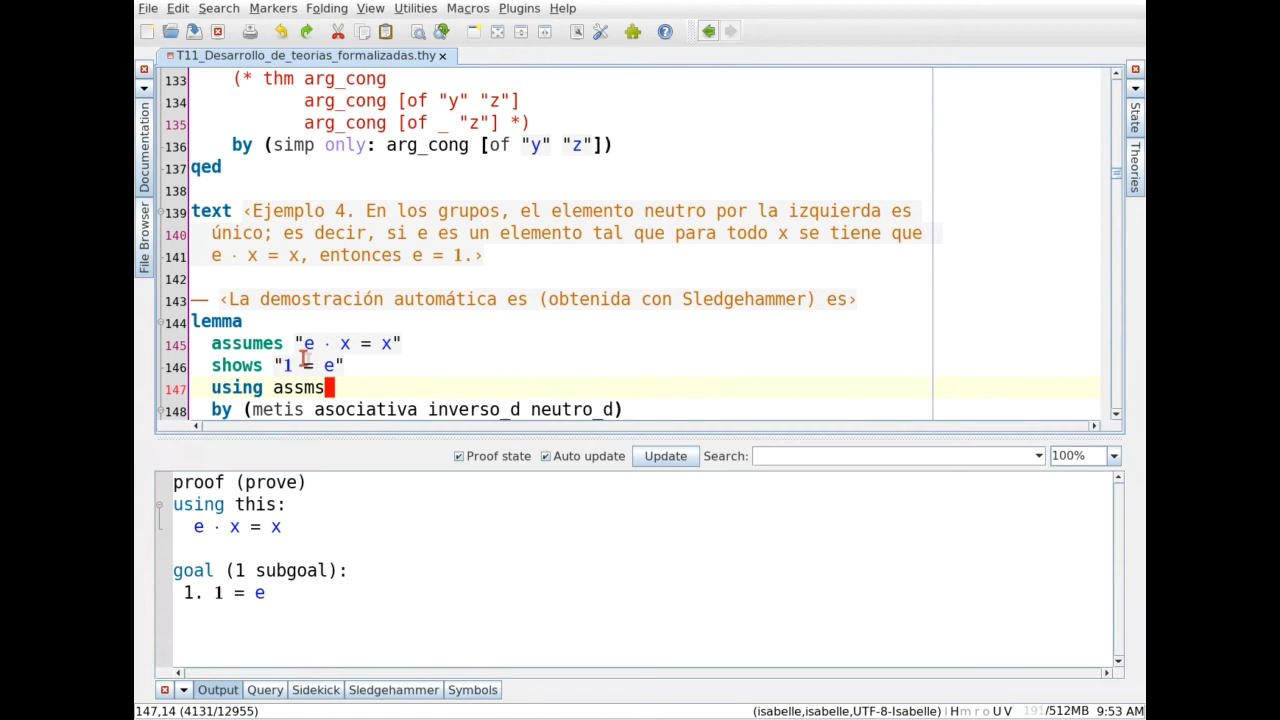 File Edit Search Markers Folding View Utilities Macros Plugins Help
T11_Desarrollo_de_teorias_formalizadas.thy
133 (* thm arg_cong
134 arg_cong [of "y" "z"]
135 arg_cong [of _ "z"] *)
136 by (simp only: arg_cong [of "y" "z"])
137 qed
138
139 text ‹Ejemplo 4. En los grupos, el elemento neutro por la izquierda es
140 único; es decir, si e es un elemento tal que para todo x se tiene que
141 e · x = x, entonces e = 1.›
142
143 — ‹La demostración automática es (obtenida con Sledgehammer) es›
144 lemma
145 assumes "e · x = x"
146 shows "1 = e"
147 using assms
148 by (metis asociativa inverso_d neutro_d)
Documentation
File Browser
State
Theories
Proof state Auto update Update Search: 100%
proof (prove)
using this:
e · x = x
goal (1 subgoal):
1. 1 = e
Output Query Sidekick Sledgehammer Symbols
147,14 (4131/12955) (isabelle,isabelle,UTF-8-Isabelle) H m r o U V 191/512MB 9:53 AM